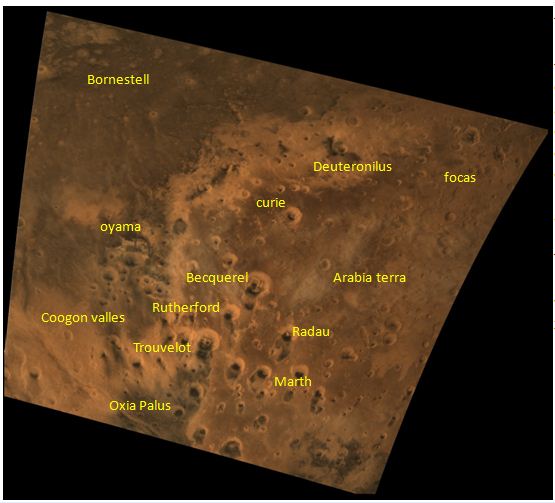 Bornestell
Deuteronilus
focas
curie
oyama
Becquerel
Arabia terra
Rutherford
Coogon valles
Radau
Trouvelot
Marth
Oxia Palus